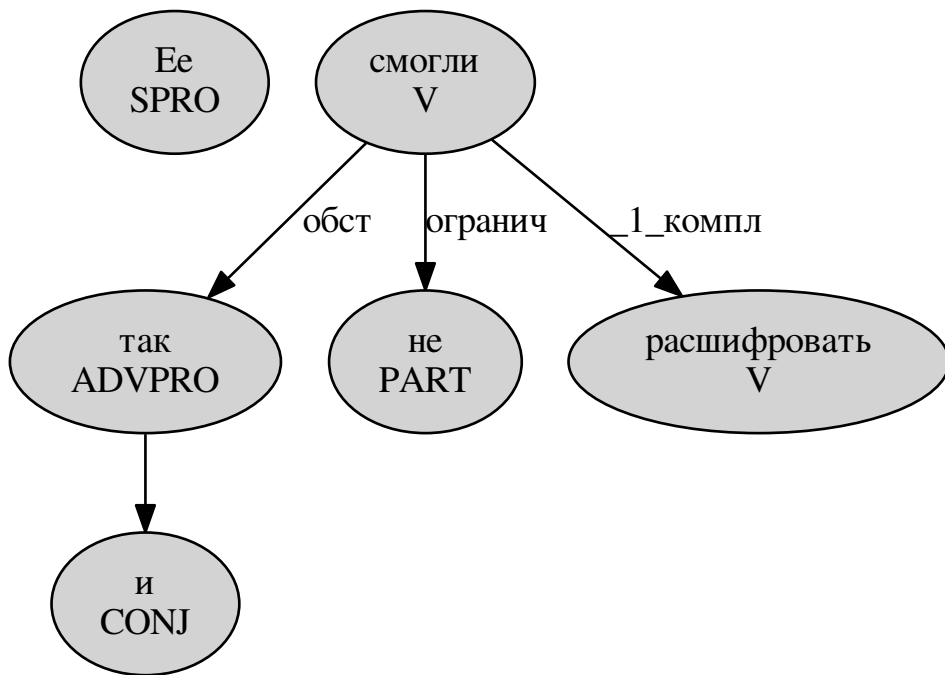 Ее
SPRO
смогли
V
обст
огранич
_1_компл
так
ADVPRO
не
PART
расшифровать
V
и
CONJ